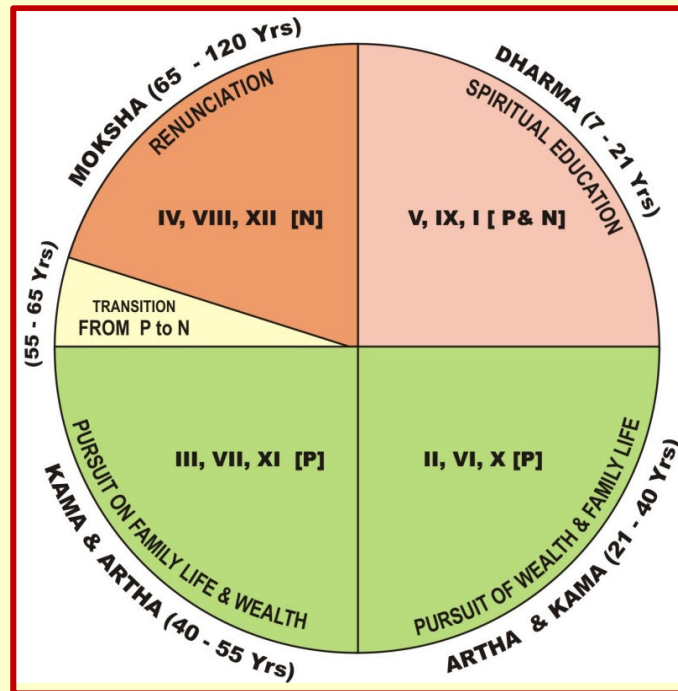 MOKSHA (65 - 120 Yrs)
RENUNCIATION
IV, VIII, XII [N]
DHARMA (7 - 21 Yrs)
SPIRITUAL EDUCATION
V, IX, I [ P& N]
(55 - 65 Yrs)
TRANSITION
FROM P to N
III, VII, XI [P]
PURSUIT ON FAMILY LIFE & WEALTH
KAMA & ARTHA (40 - 55 Yrs)
II, VI, X [P]
PURSUIT OF WEALTH & FAMILY LIFE
ARTHA & KAMA (21 - 40 Yrs)